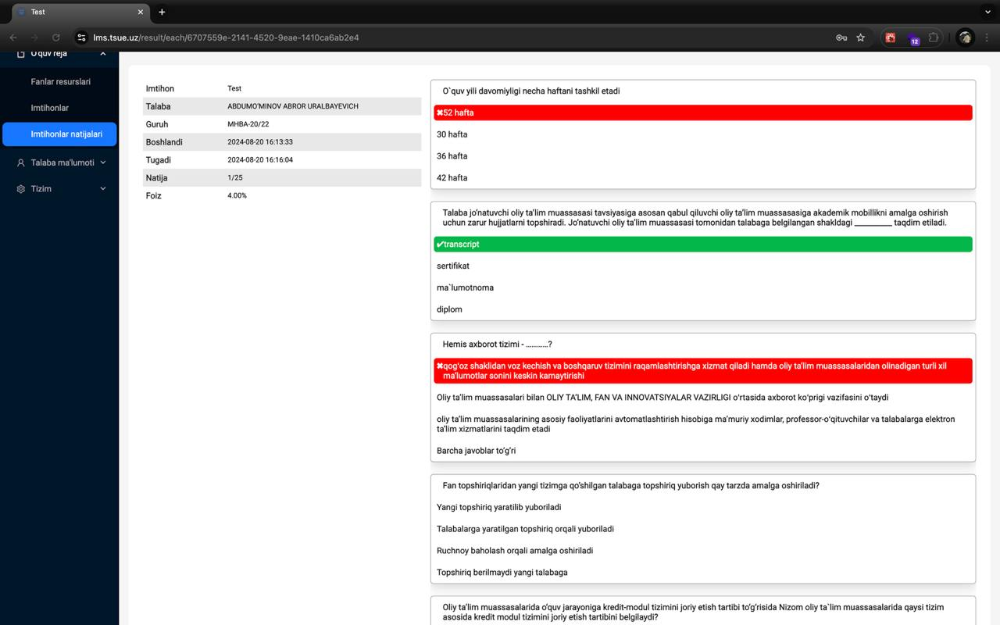 Test
lms.tsue.uz/result/each/6707559e-2141-4520-9eae-1410ca6ab2e4
12
O'quv reja
Fanlar resurslari
Imtihonlar
Imtihonlar natijalari
Talaba ma'lumoti
Tizim
Imtihon Test
Talaba ABDUMO'MINOV ABROR URALBAYEVICH
Guruh MHBA-20/22
Boshlandi 2024-08-20 16:13:33
Tugadi 2024-08-20 16:16:04
Natija 1/25
Foiz 4.00%
O`quv yili davomiyligi necha haftani tashkil etadi
✖52 hafta
30 hafta
36 hafta
42 hafta
Talaba jo'natuvchi oliy ta'lim muassasasi tavsiyasiga asosan qabul qiluvchi oliy ta'lim muassasasiga akademik mobillikni amalga oshirish
uchun zarur hujjatlarni topshiradi. Jo'natuvchi oliy ta'lim muassasasi tomonidan talabaga belgilangan shakldagi __________ taqdim etiladi.
✔transcript
sertifikat
ma`lumotnoma
diplom
Hemis axborot tizimi - …………?
✖qog‘oz shaklidan voz kechish va boshqaruv tizimini raqamlashtirishga xizmat qiladi hamda oliy ta’lim muassasalaridan olinadigan turli xil
ma’lumotlar sonini keskin kamaytirishi
Oliy ta’lim muassasalari bilan OLIY TA’LIM, FAN VA INNOVATSIYALAR VAZIRLIGI o‘rtasida axborot ko‘prigi vazifasini o‘taydi
oliy ta’lim muassasalarining asosiy faoliyatlarini avtomatlashtirish hisobiga ma’muriy xodimlar, professor-o‘qituvchilar va talabalarga elektron
ta’lim xizmatlarini taqdim etadi
Barcha javoblar to’g’ri
Fan topshiriqlaridan yangi tizimga qo’shilgan talabaga topshiriq yuborish qay tarzda amalga oshiriladi?
Yangi topshiriq yaratilib yuboriladi
Talabalarga yaratilgan topshiriq orqali yuboriladi
Ruchnoy baholash orqali amalga oshiriladi
Topshiriq berilmaydi yangi talabaga
Oliy ta’lim muassasalarida o’quv jarayoniga kredit-modul tizimini joriy etish tartibi to’g’risida Nizom oliy ta`lim muassasalarida qaysi tizim
asosida kredit modul tizimini joriy etish tartibini belgilaydi?